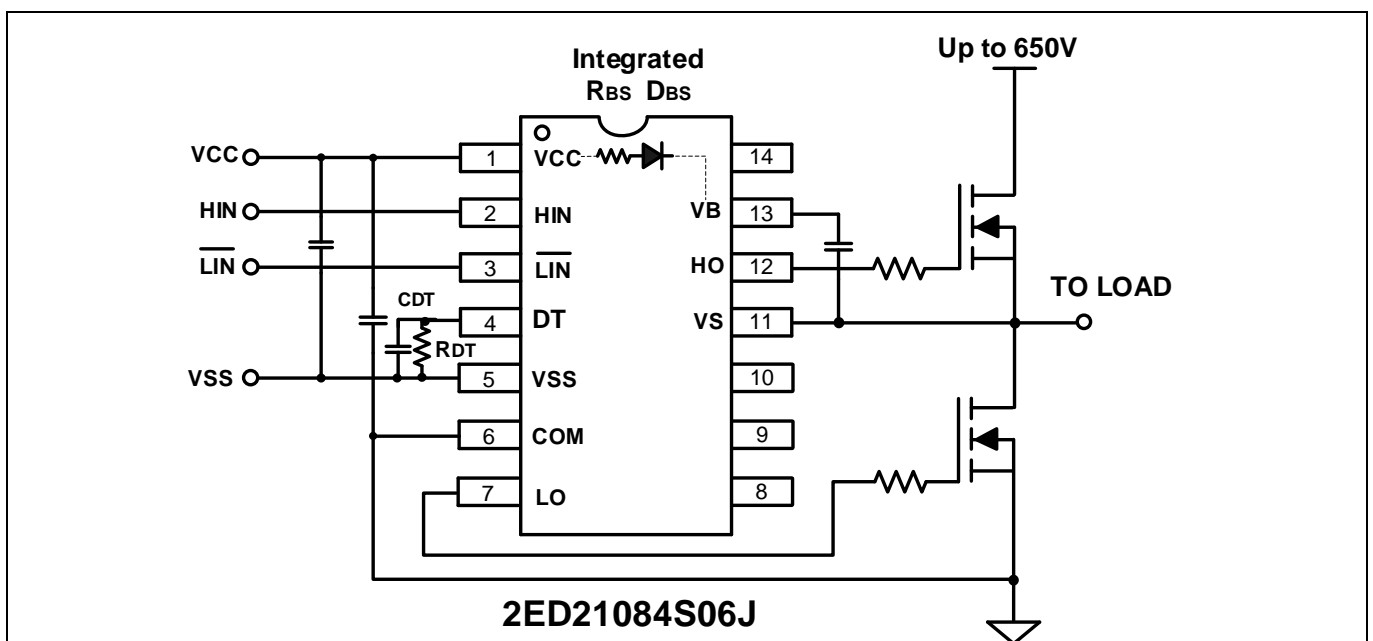 Integrated
RBS DBS
Up to 650V
VCC
HIN
LIN
VSS
CDT
RDT
1 VCC
2 HIN
3 LIN
4 DT
5 VSS
6 COM
7 LO
14
VB 13
HO 12
VS 11
10
9
8
TO LOAD
2ED21084S06J